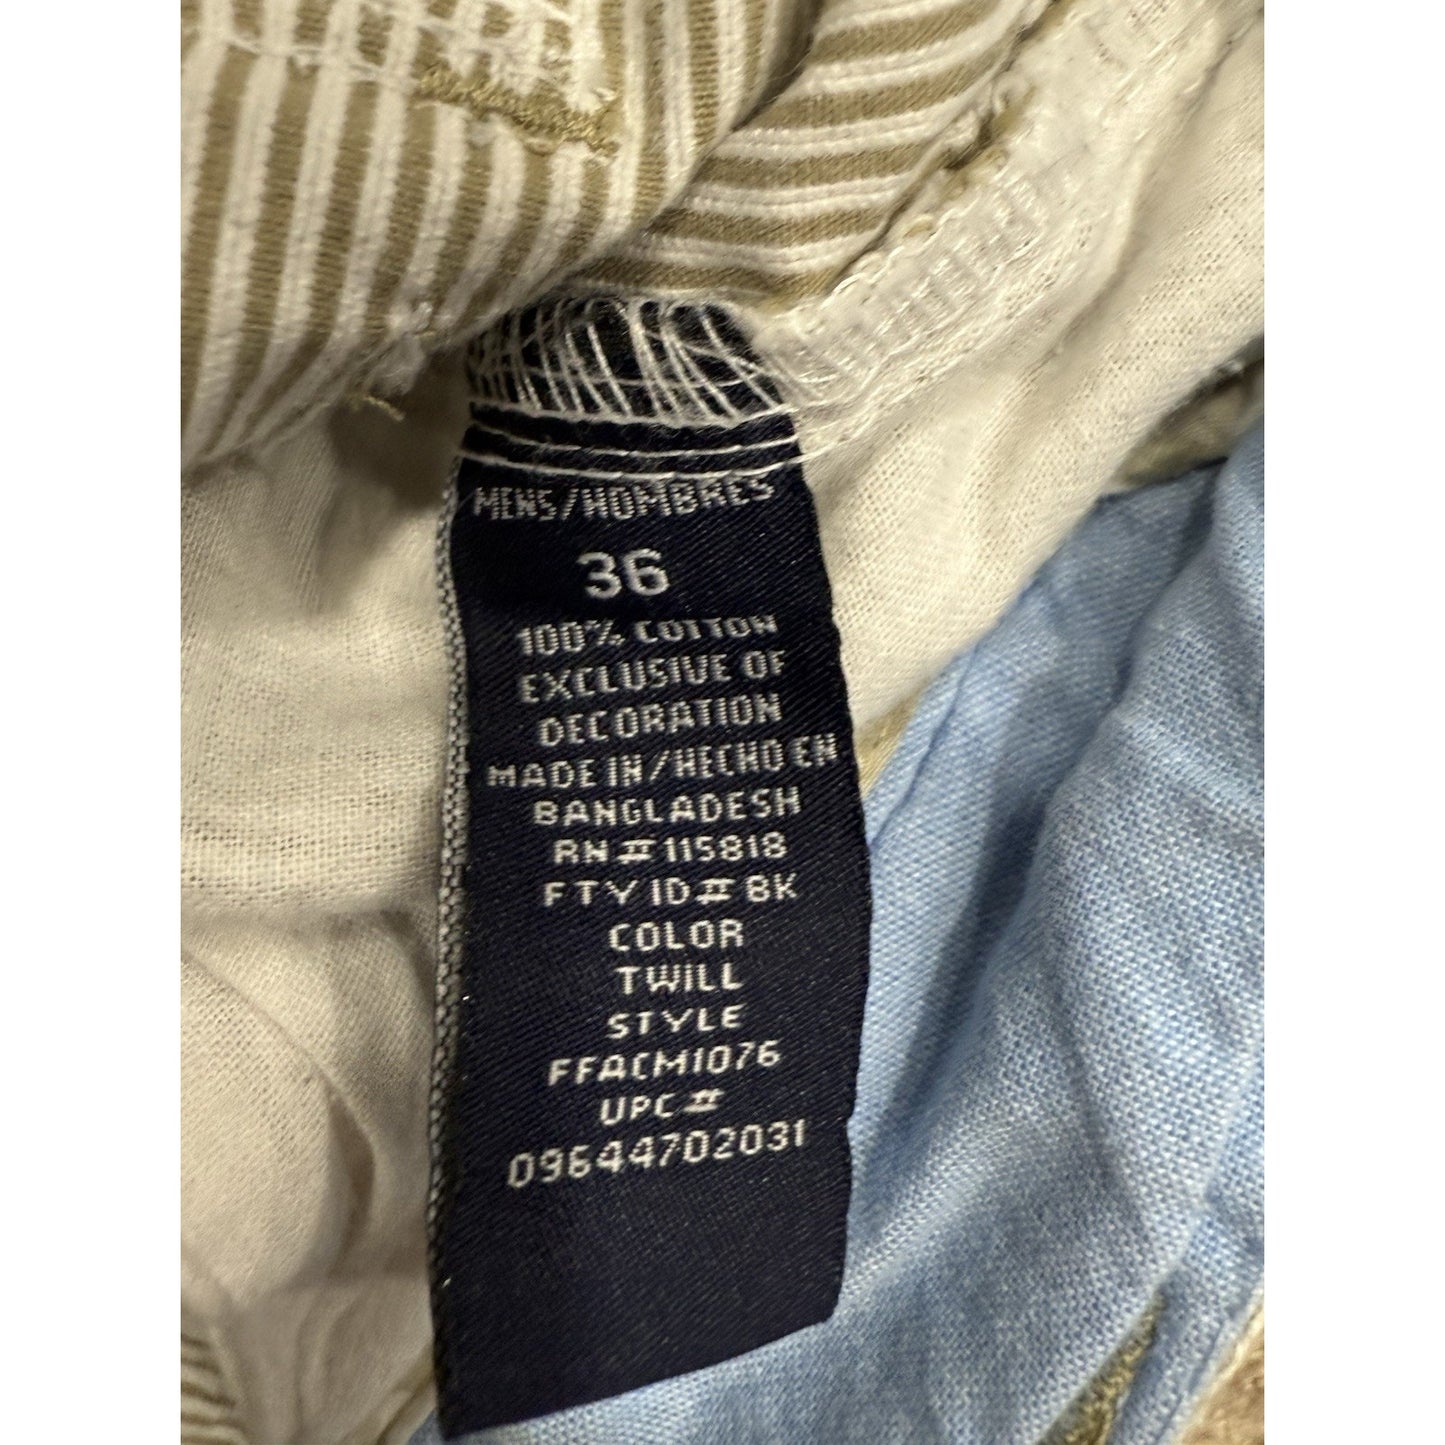 MENS/HOMBRES
36
100% COTTON
EXCLUSIVE OF
DECORATION
MADE IN/HECHO EN
BANGLADESH
RN#115818
FTY ID# BK
COLOR
TWILL
STYLE
FFACM1076
UPC#
09644702031